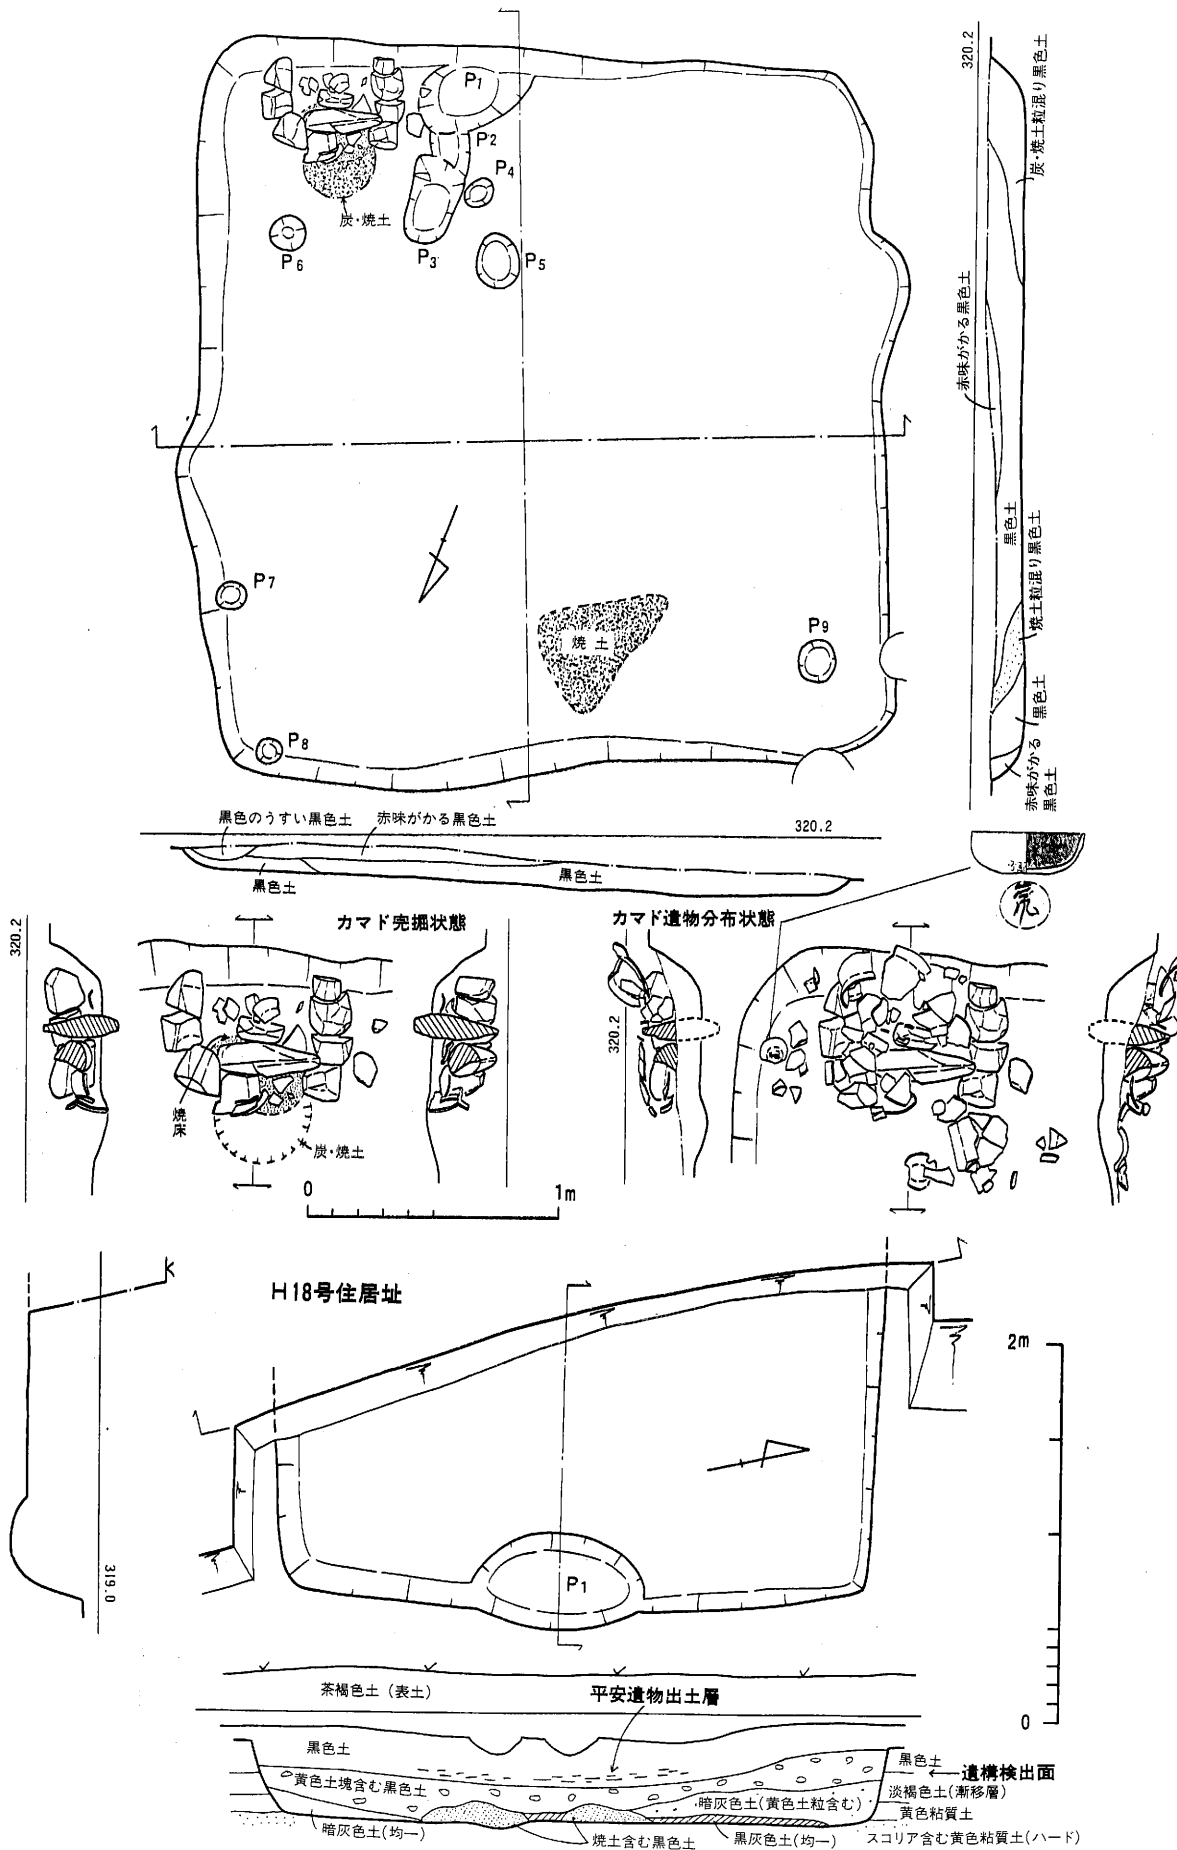 P1
P2
P4
炭・焼土
P6
P3
P5
P7
焼土
P9
P8
320.2
炭・焼土粒混り黒色土
赤味がかる黒色土
黒色土
焼土粒混り黒色土
黒色土
赤味がかる
黒色土
黒色のうすい黒色土
赤味がかる黒色土
320.2
黒色土
黒色土
カマド完掘状態
カマド遺物分布状態
320.2
320.2
焼床
炭・焼土
0
1m
H18号住居址
2m
P1
319.0
0
茶褐色土(表土)
平安遺物出土層
黒色土
黒色土
←遺構検出面
黄色土塊含む黒色土
淡褐色土(漸移層)
暗灰色土(黄色土粒含む)
黄色粘質土
暗灰色土(均一)
焼土含む黒色土
黒灰色土(均一)
スコリア含む黄色粘質土(ハード)